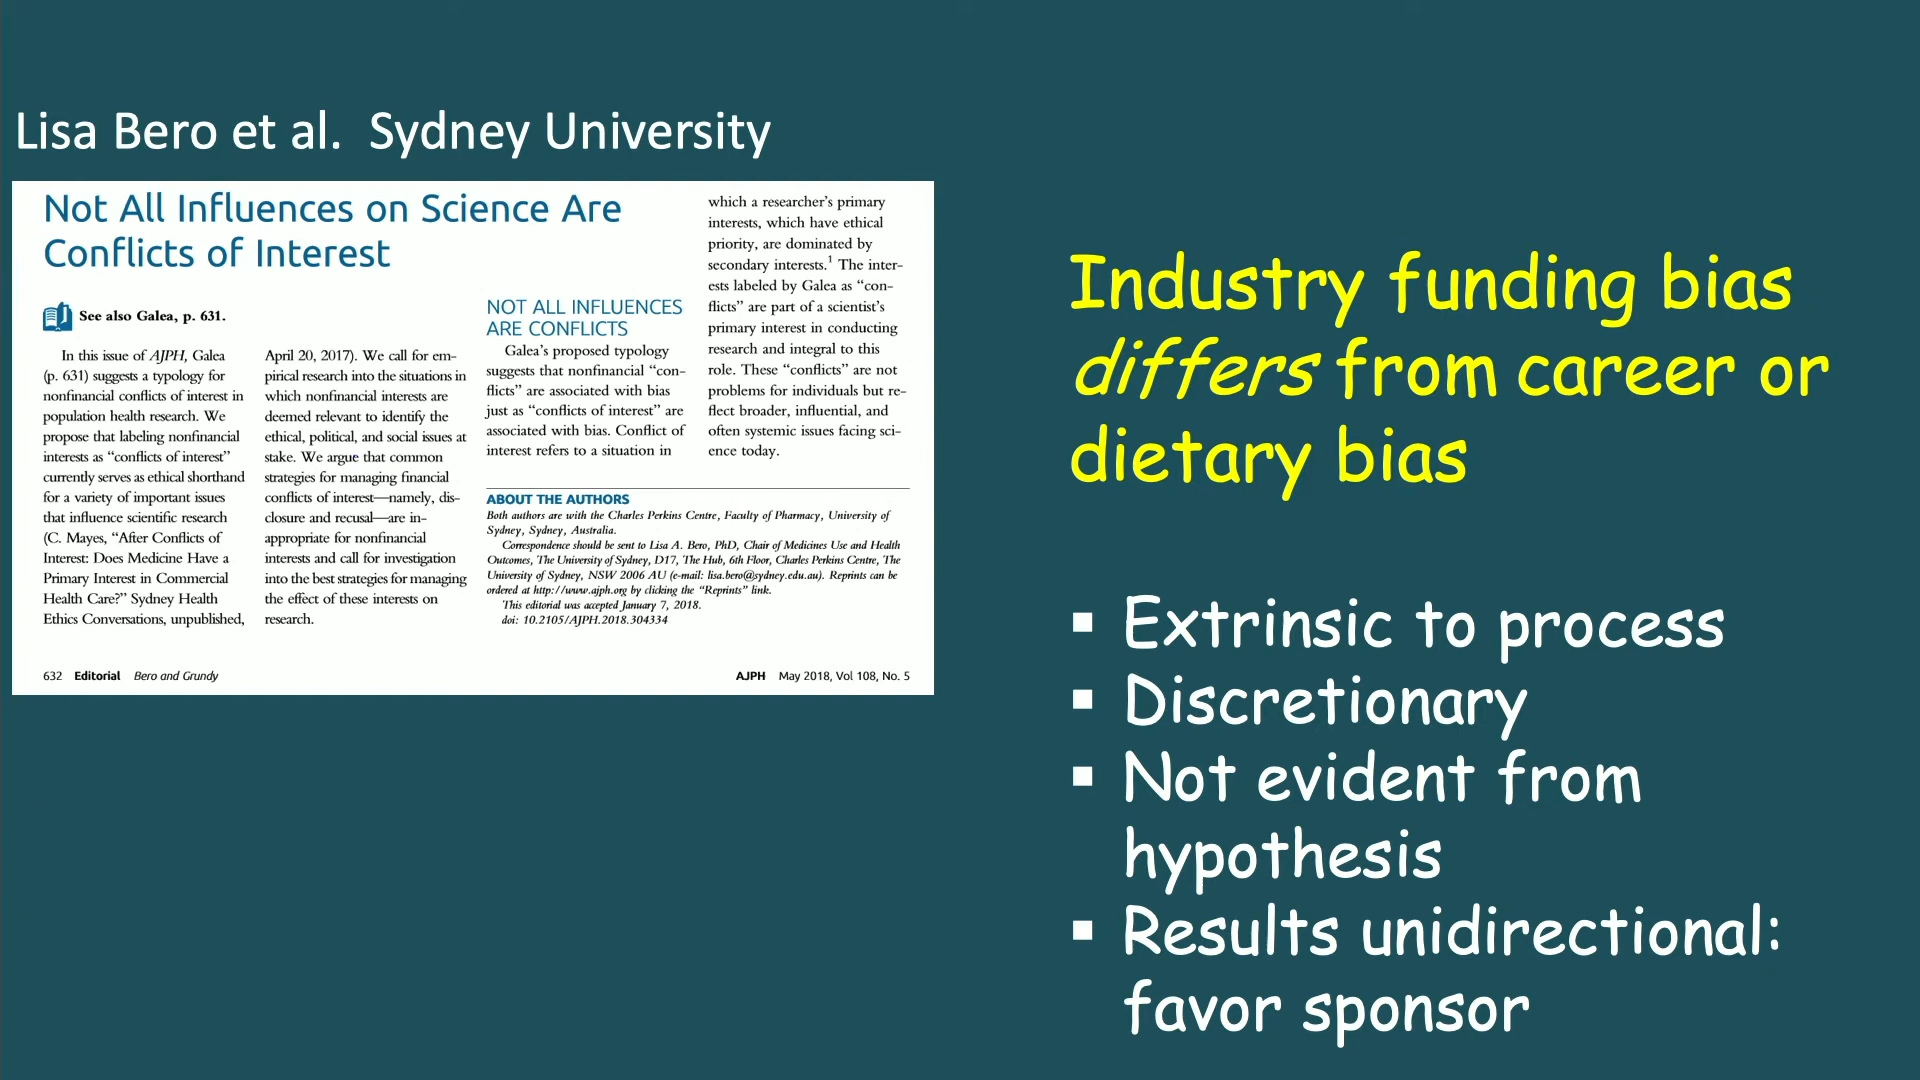 Lisa Bero et al.  Sydney University
Not All Influences on Science Are
Conflicts of Interest
See also Galea, p. 631.
In this issue of AJPH, Galea
(p. 631) suggests a typology for
nonfinancial conflicts of interest in
population health research. We
propose that labeling nonfinancial
interests as “conflicts of interest”
currently serves as ethical shorthand
for a variety of important issues
that influence scientific research
(C. Mayes, “After Conflicts of
Interest: Does Medicine Have a
Primary Interest in Commercial
Health Care?” Sydney Health
Ethics Conversations, unpublished,
April 20, 2017). We call for em-
pirical research into the situations in
which nonfinancial interests are
deemed relevant to identify the
ethical, political, and social issues at
stake. We argue that common
strategies for managing financial
conflicts of interest—namely, dis-
closure and recusal—are in-
appropriate for nonfinancial
interests and call for investigation
into the best strategies for managing
the effect of these interests on
research.
NOT ALL INFLUENCES
ARE CONFLICTS
Galea’s proposed typology
suggests that nonfinancial “con-
flicts” are associated with bias
just as “conflicts of interest” are
associated with bias. Conflict of
interest refers to a situation in
which a researcher’s primary
interests, which have ethical
priority, are dominated by
secondary interests.1 The inter-
ests labeled by Galea as “con-
flicts” are part of a scientist’s
primary interest in conducting
research and integral to this
role. These “conflicts” are not
problems for individuals but re-
flect broader, influential, and
often systemic issues facing sci-
ence today.
ABOUT THE AUTHORS
Both authors are with the Charles Perkins Centre, Faculty of Pharmacy, University of
Sydney, Sydney, Australia.
Correspondence should be sent to Lisa A. Bero, PhD, Chair of Medicines Use and Health
Outcomes, The University of Sydney, D17, The Hub, 6th Floor, Charles Perkins Centre, The
University of Sydney, NSW 2006 AU (e-mail: lisa.bero@sydney.edu.au). Reprints can be
ordered at http://www.ajph.org by clicking the “Reprints” link.
This editorial was accepted January 7, 2018.
doi: 10.2105/AJPH.2018.304334
632 Editorial Bero and Grundy
AJPH May 2018, Vol 108, No. 5
Industry funding bias
differs from career or
dietary bias
▪ Extrinsic to process
▪ Discretionary
▪ Not evident from
hypothesis
▪ Results unidirectional:
favor sponsor